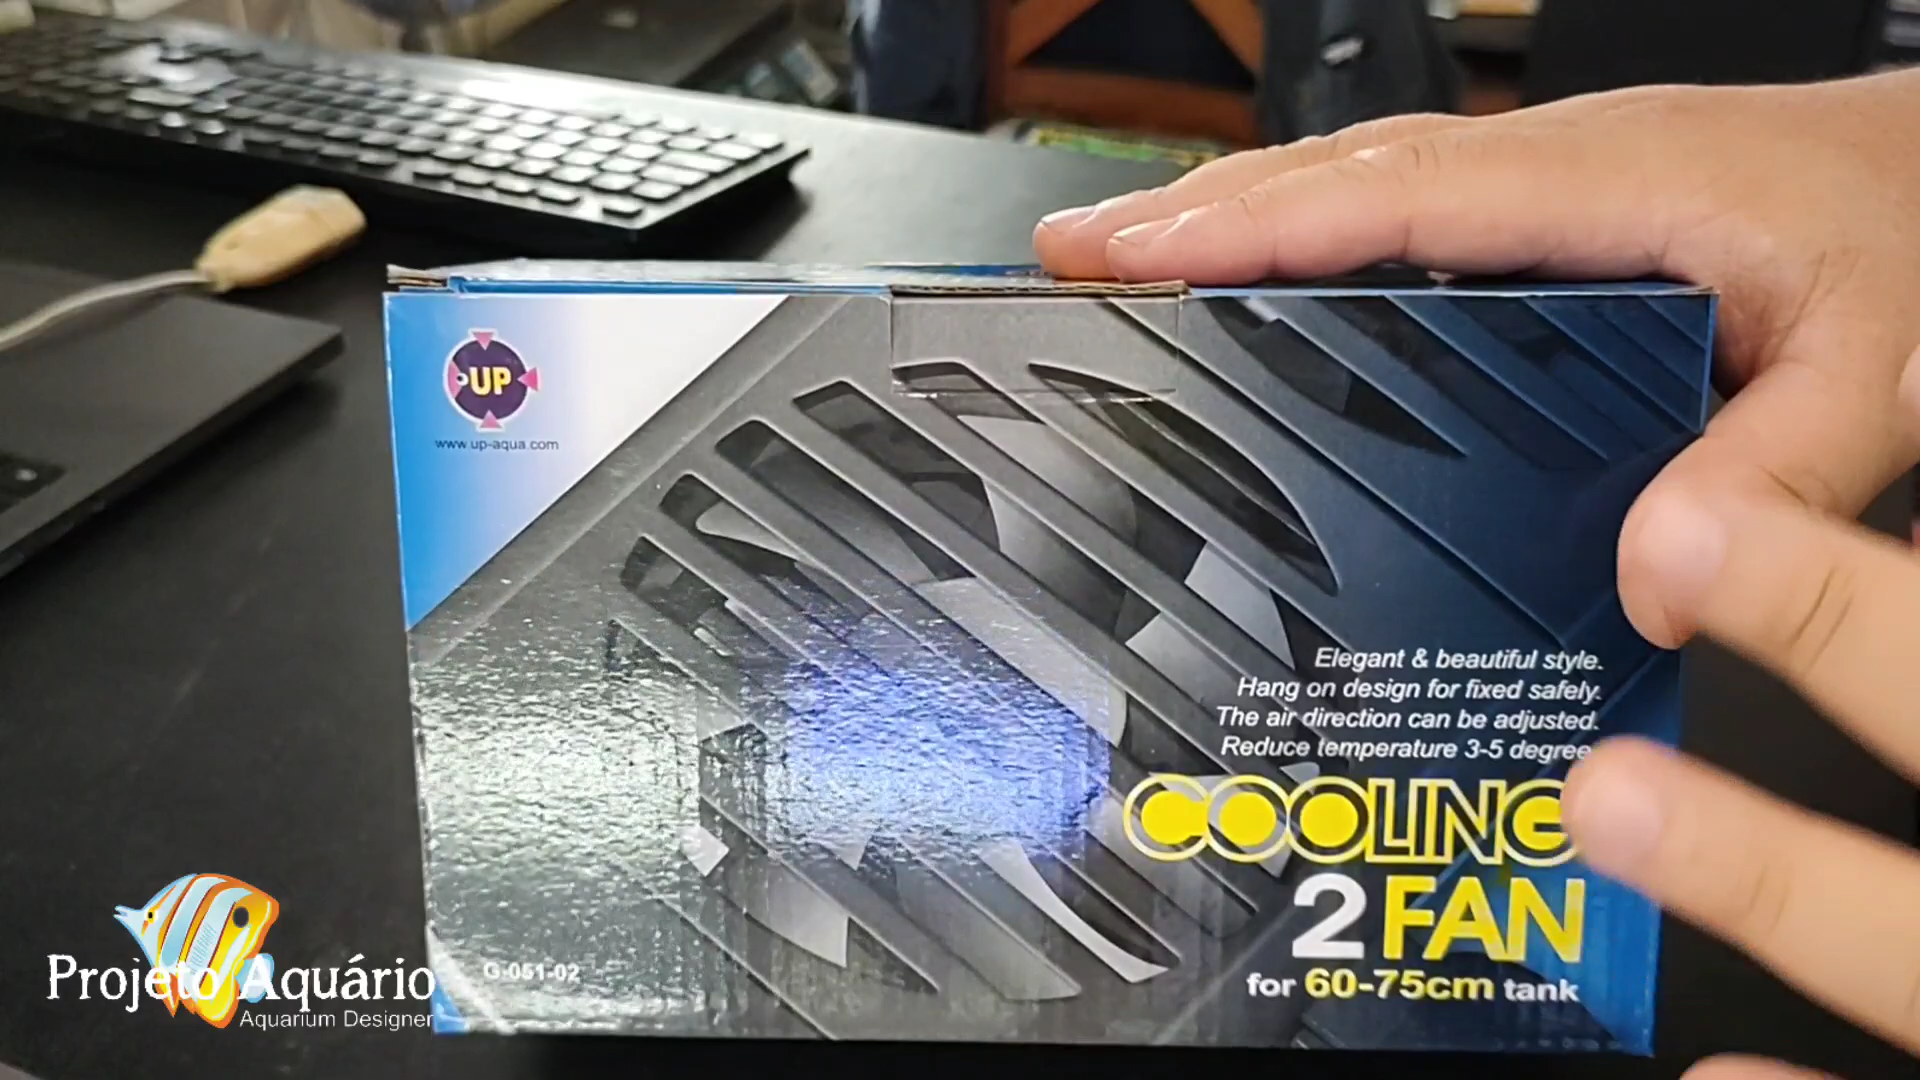 UP
www.up-aqua.com
Elegant & beautiful style.
Hang on design for fixed safely.
The air direction can be adjusted.
Reduce temperature 3-5 degree
COOLING
2 FAN
for 60-75cm tank
G-051-02
Projeto Aquário
Aquarium Designer